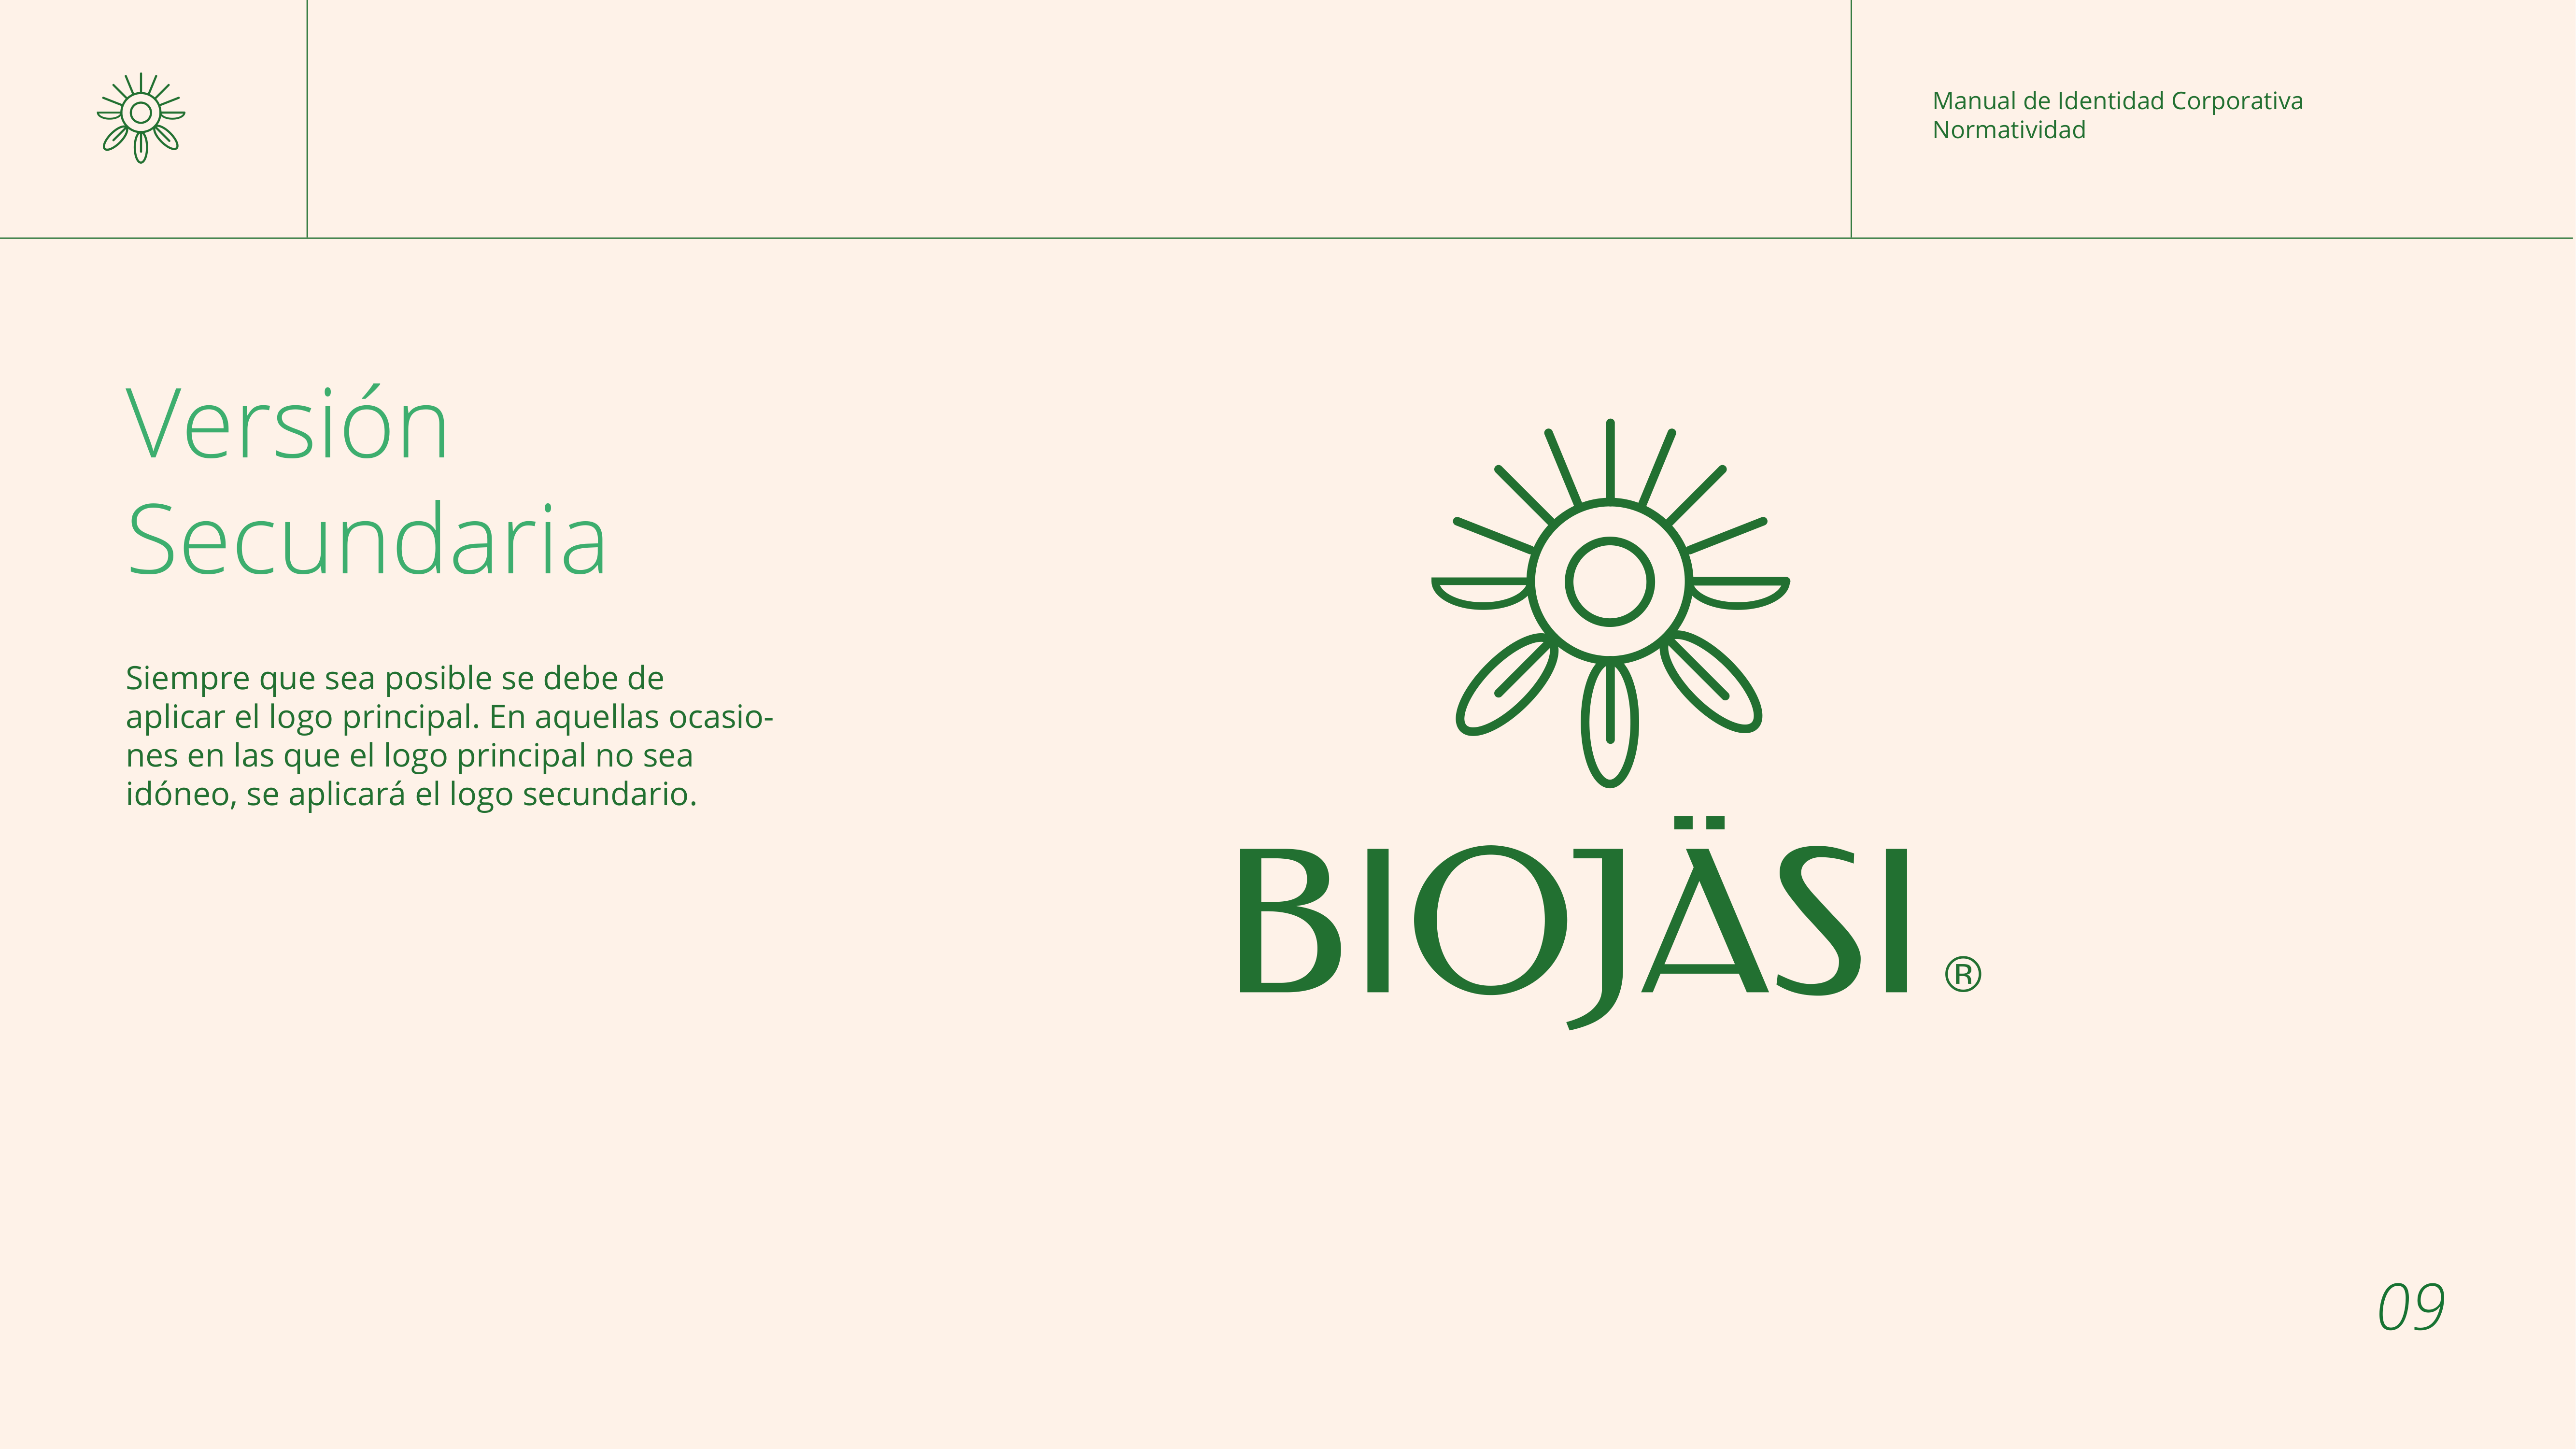 Manual de Identidad Corporativa
Normatividad
Versión
Secundaria
Siempre que sea posible se debe de
aplicar el logo principal. En aquellas ocasio-
nes en las que el logo principal no sea
idóneo, se aplicará el logo secundario.
BIOJÄSI ®
09